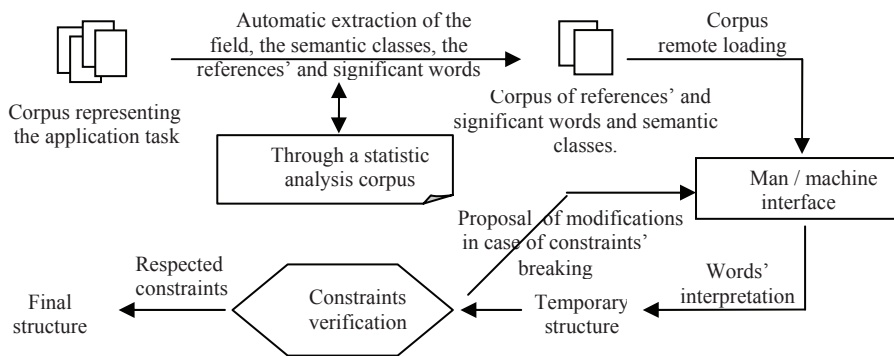 Automatic extraction of the
field, the semantic classes, the
references’ and significant words
Corpus
remote loading
Corpus representing
the application task
Corpus of references’ and
significant words and semantic
classes.
Through a statistic
analysis corpus
Man / machine
interface
Proposal of modifications
in case of constraints’
breaking
Words’
interpretation
Temporary
structure
Constraints
verification
Respected
constraints
Final
structure